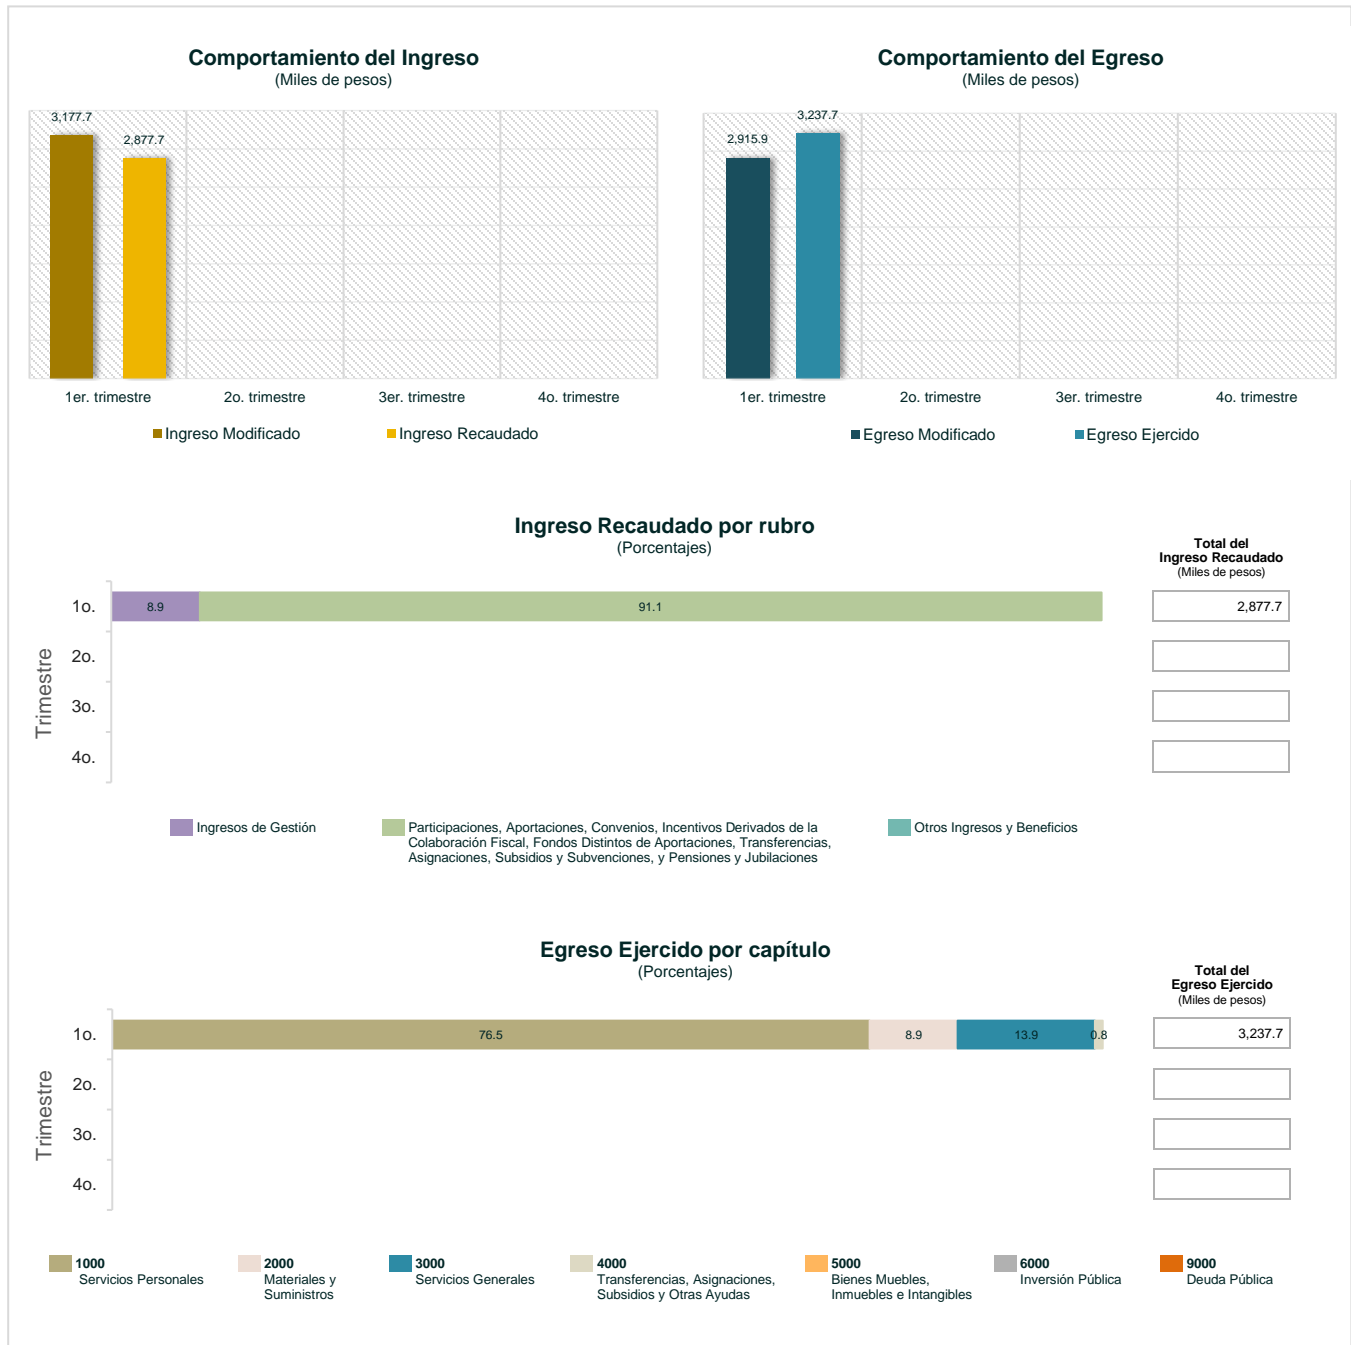 Comportamiento del Ingreso
(Miles de pesos)
3,177.7
2,877.7
1er. trimestre
2o. trimestre
3er. trimestre
4o. trimestre
Ingreso Modificado
Ingreso Recaudado
Comportamiento del Egreso
(Miles de pesos)
2,915.9
3,237.7
1er. trimestre
2o. trimestre
3er. trimestre
4o. trimestre
Egreso Modificado
Egreso Ejercido
Ingreso Recaudado por rubro
(Porcentajes)
Total del
Ingreso Recaudado
(Miles de pesos)
Trimestre
1o.
8.9
91.1
2,877.7
2o.
3o.
4o.
Ingresos de Gestión
Participaciones, Aportaciones, Convenios, Incentivos Derivados de la
Colaboración Fiscal, Fondos Distintos de Aportaciones, Transferencias,
Asignaciones, Subsidios y Subvenciones, y Pensiones y Jubilaciones
Otros Ingresos y Beneficios
Egreso Ejercido por capítulo
(Porcentajes)
Total del
Egreso Ejercido
(Miles de pesos)
Trimestre
1o.
76.5
8.9
13.9
0.8
3,237.7
2o.
3o.
4o.
1000
Servicios Personales
2000
Materiales y
Suministros
3000
Servicios Generales
4000
Transferencias, Asignaciones,
Subsidios y Otras Ayudas
5000
Bienes Muebles,
Inmuebles e Intangibles
6000
Inversión Pública
9000
Deuda Pública